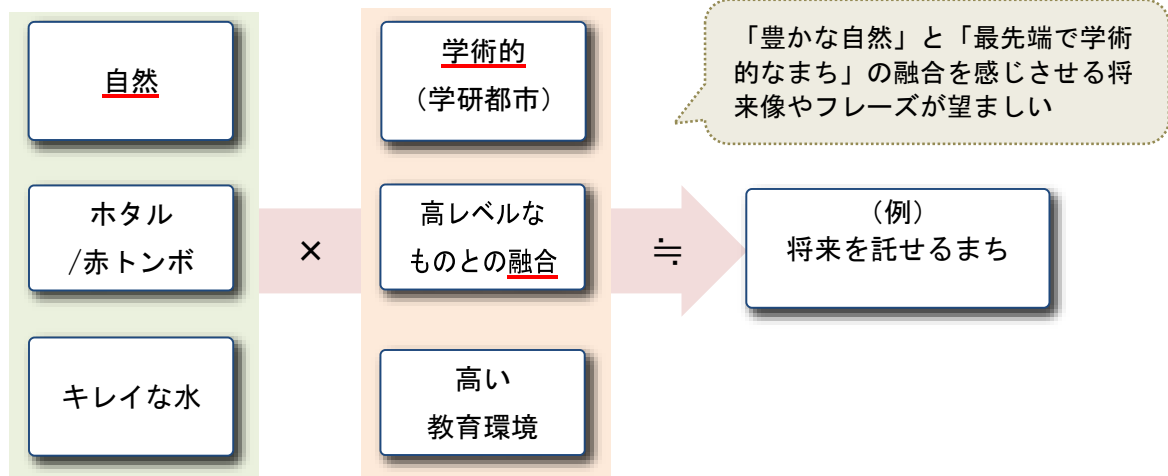 自然
ホタル
/赤トンボ
キレイな水
×
学術的
（学研都市）
高レベルな
ものとの融合
高い
教育環境
≒
「豊かな自然」と「最先端で学術
的なまち」の融合を感じさせる将
来像やフレーズが望ましい
（例）
将来を託せるまち